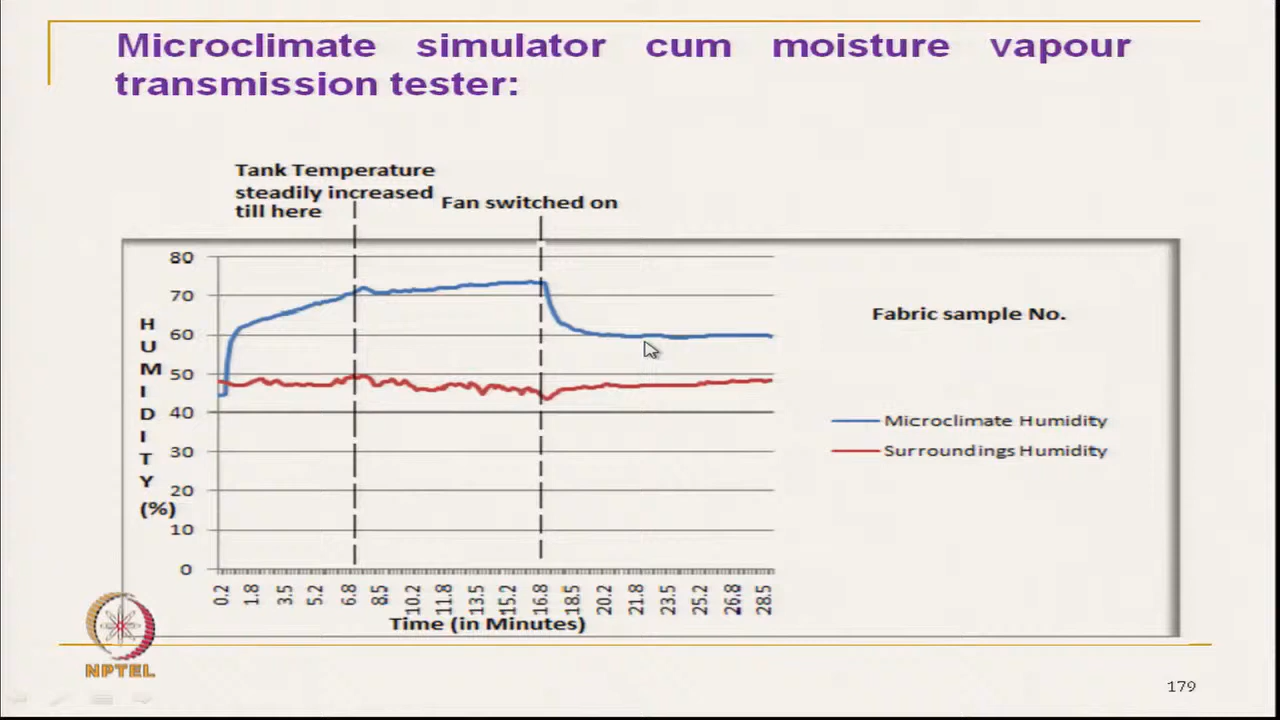 Microclimate simulator cum moisture vapour
transmission tester:
Tank Temperature
steadily increased
till here
Fan switched on
80
70
60
50
40
30
20
10
0
HUMIDITY
(%)
0.2 1.8 3.5 5.2 6.8 8.5 10.2 11.8 13.5 15.2 16.8 18.5 20.2 21.8 23.5 25.2 26.8 28.5
Time (in Minutes)
Fabric sample No.
Microclimate Humidity
Surroundings Humidity
NPTEL
179